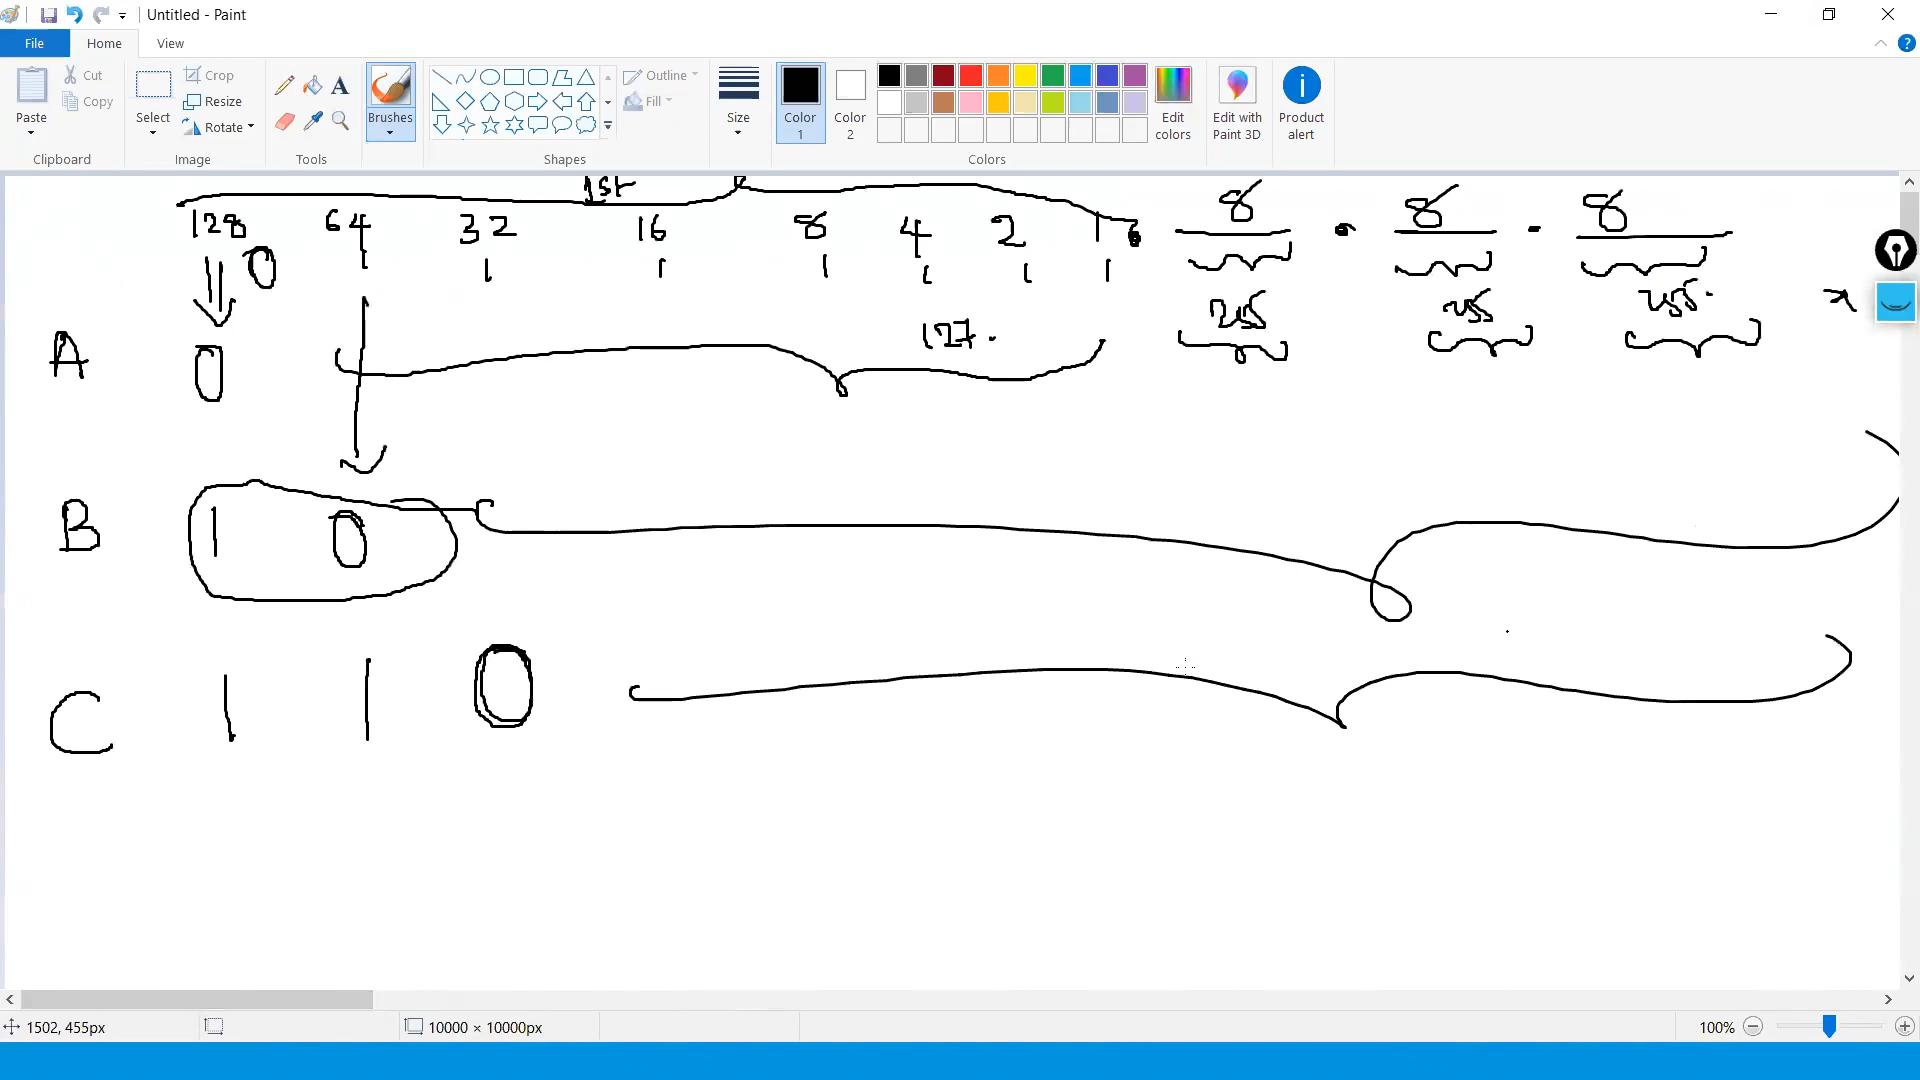 Untitled - Paint
File Home View
Paste Cut Copy
Select Crop Resize Rotate
Brushes
Outline Fill
Size
Color 1 Color 2
Edit colors
Edit with Paint 3D
Product alert
Clipboard Image Tools Shapes Colors
1st
128 64 32 16 8 4 2 1 8 . 8 . 8
0 1 1 1 1 1 1 1
127.
A 0
B 1 0
C 1 1 0
1502, 455px 10000 × 10000px 100%